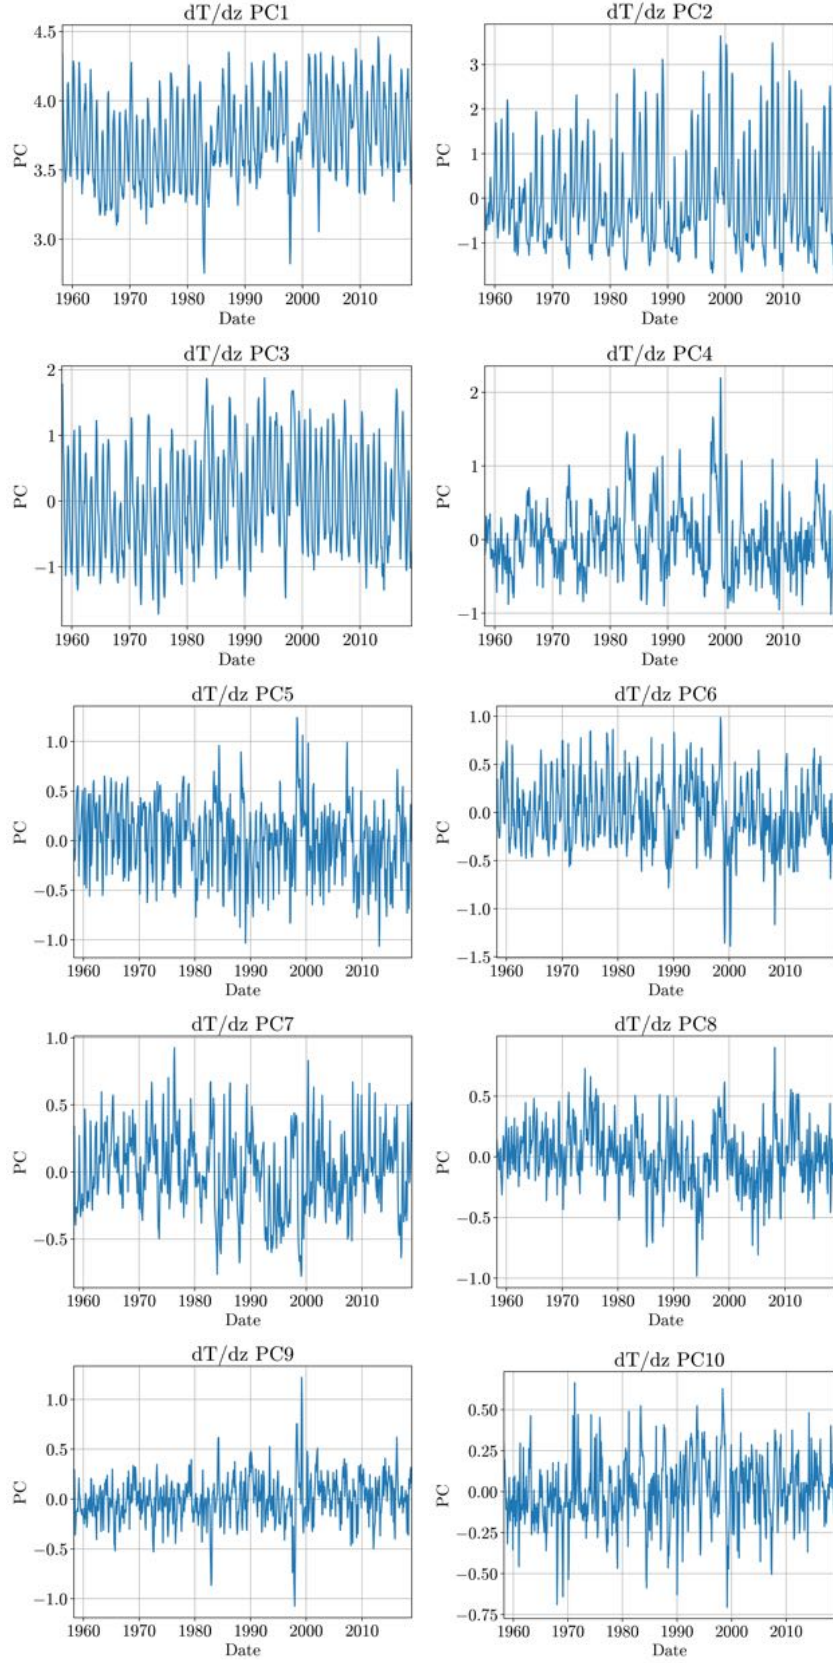 dT/dz PC1
4.5
4.0
3.5
3.0
PC
1960 1970 1980 1990 2000 2010
Date
dT/dz PC2
3
2
1
0
−1
PC
1960 1970 1980 1990 2000 2010
Date
dT/dz PC3
2
1
0
−1
PC
1960 1970 1980 1990 2000 2010
Date
dT/dz PC4
2
1
0
−1
PC
1960 1970 1980 1990 2000 2010
Date
dT/dz PC5
1.0
0.5
0.0
−0.5
−1.0
PC
1960 1970 1980 1990 2000 2010
Date
dT/dz PC6
1.0
0.5
0.0
−0.5
−1.0
−1.5
PC
1960 1970 1980 1990 2000 2010
Date
dT/dz PC7
1.0
0.5
0.0
−0.5
PC
1960 1970 1980 1990 2000 2010
Date
dT/dz PC8
0.5
0.0
−0.5
−1.0
PC
1960 1970 1980 1990 2000 2010
Date
dT/dz PC9
1.0
0.5
0.0
−0.5
−1.0
PC
1960 1970 1980 1990 2000 2010
Date
dT/dz PC10
0.50
0.25
0.00
−0.25
−0.50
−0.75
PC
1960 1970 1980 1990 2000 2010
Date